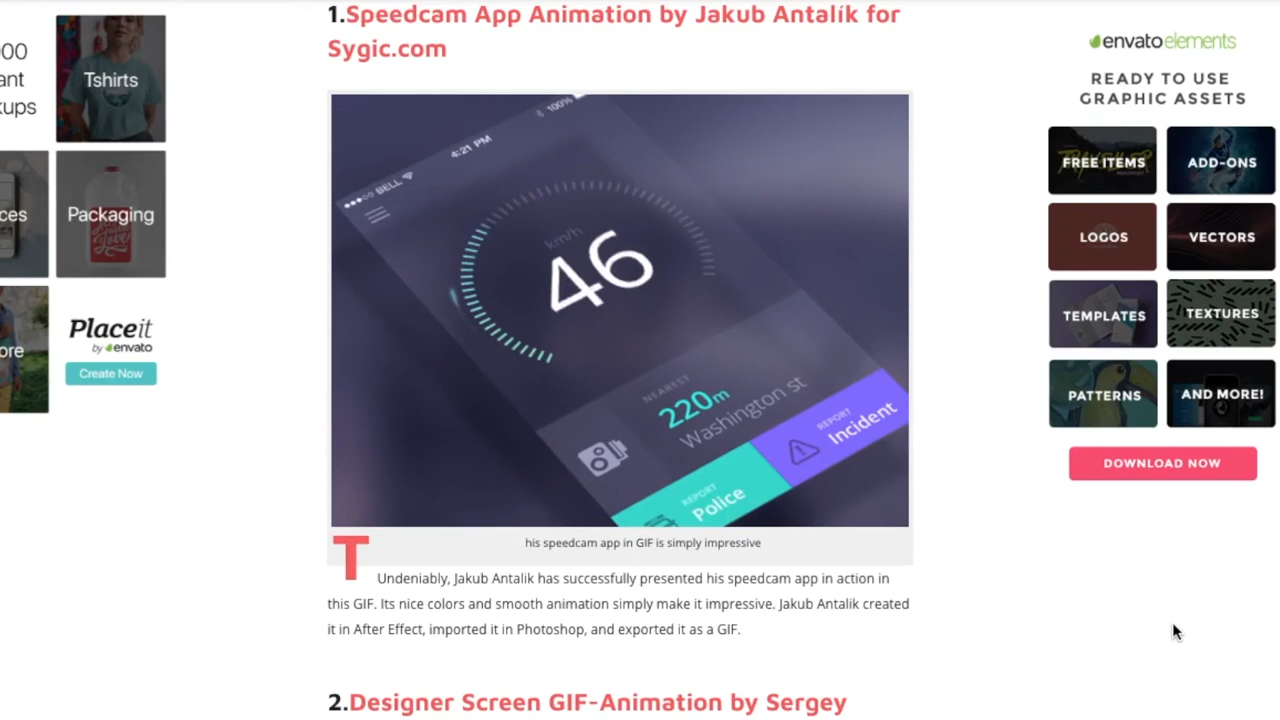 1.Speedcam App Animation by Jakub Antalík for
Sygic.com
00
ant
kups
Tshirts
ces
Packaging
ore
Placeit
by envato
Create Now
100%
4:21 PM
BELL
km/h
46
NEAREST
220m
Washington st
REPORT
Incident
REPORT
Police
T
his speedcam app in GIF is simply impressive
Undeniably, Jakub Antalik has successfully presented his speedcam app in action in
this GIF. Its nice colors and smooth animation simply make it impressive. Jakub Antalik created
it in After Effect, imported it in Photoshop, and exported it as a GIF.
2.Designer Screen GIF-Animation by Sergey
envatoelements
READY TO USE
GRAPHIC ASSETS
FREE ITEMS
ADD-ONS
LOGOS
VECTORS
TEMPLATES
TEXTURES
PATTERNS
AND MORE!
DOWNLOAD NOW